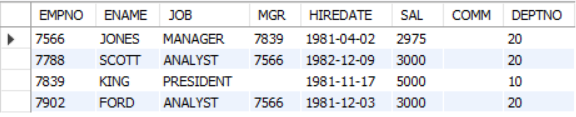 EMPNO ENAME JOB MGR HIREDATE SAL COMM DEPTNO
7566 JONES MANAGER 7839 1981-04-02 2975 20
7788 SCOTT ANALYST 7566 1982-12-09 3000 20
7839 KING PRESIDENT 1981-11-17 5000 10
7902 FORD ANALYST 7566 1981-12-03 3000 20